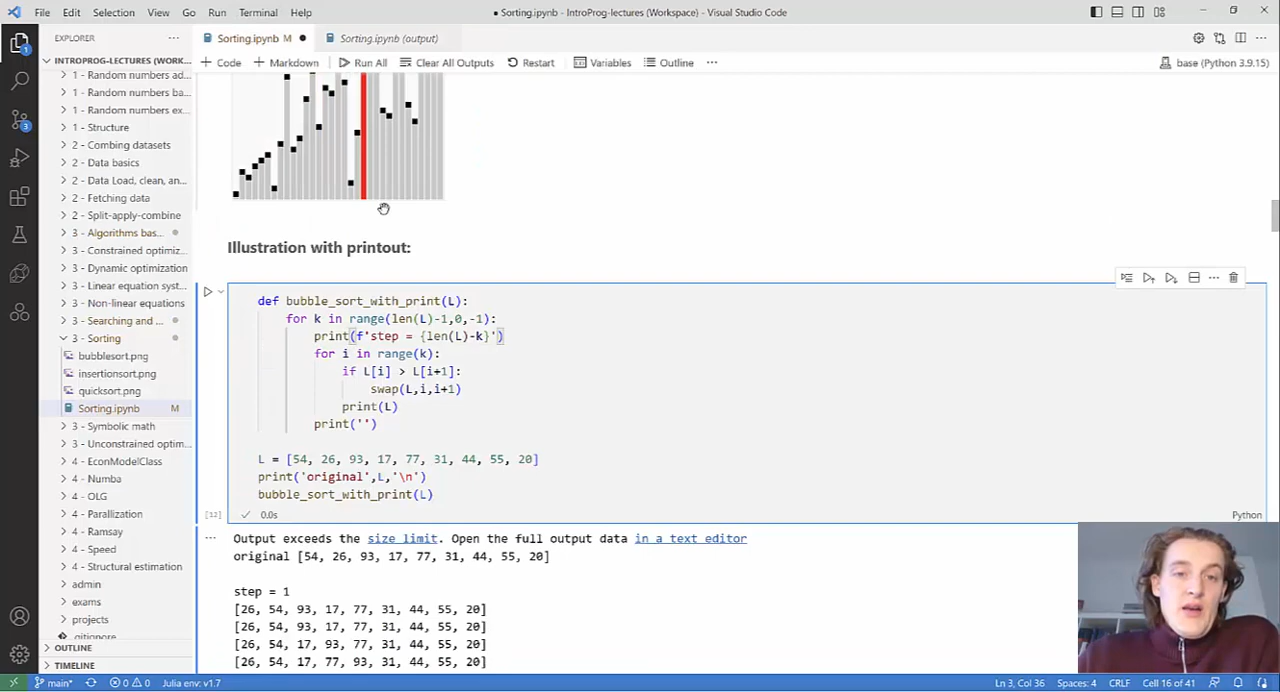 File Edit Selection View Go Run Terminal Help
● Sorting.ipynb - IntroProg-lectures (Workspace) - Visual Studio Code
EXPLORER
INTROPROG-LECTURES (WORK...
1 - Random numbers ad...
1 - Random numbers ba...
1 - Random numbers ex...
1 - Structure
2 - Combing datasets
2 - Data basics
2 - Data Load, clean, an...
2 - Fetching data
2 - Split-apply-combine
3 - Algorithms bas...
3 - Constrained optimiz...
3 - Dynamic optimization
3 - Linear equation syst...
3 - Non-linear equations
3 - Searching and ...
3 - Sorting
bubblesort.png
insertionsort.png
quicksort.png
Sorting.ipynb M
3 - Symbolic math
3 - Unconstrained optim...
4 - EconModelClass
4 - Numba
4 - OLG
4 - Parallization
4 - Ramsay
4 - Speed
4 - Structural estimation
admin
exams
projects
.gitignore
OUTLINE
TIMELINE
Sorting.ipynb M ● Sorting.ipynb (output)
+ Code + Markdown Run All Clear All Outputs Restart Variables Outline ... base (Python 3.9.15)
Illustration with printout:
def bubble_sort_with_print(L):
for k in range(len(L)-1,0,-1):
print(f'step = {len(L)-k}')
for i in range(k):
if L[i] > L[i+1]:
swap(L,i,i+1)
print(L)
print('')
L = [54, 26, 93, 17, 77, 31, 44, 55, 20]
print('original',L,'\n')
bubble_sort_with_print(L)
[12] ✓ 0.0s Python
Output exceeds the size limit. Open the full output data in a text editor
original [54, 26, 93, 17, 77, 31, 44, 55, 20]
step = 1
[26, 54, 93, 17, 77, 31, 44, 55, 20]
[26, 54, 93, 17, 77, 31, 44, 55, 20]
[26, 54, 17, 93, 77, 31, 44, 55, 20]
[26, 54, 17, 77, 93, 31, 44, 55, 20]
main* 0 0 Julia env: v1.7 Ln 3, Col 36 Spaces: 4 CRLF Cell 16 of 41